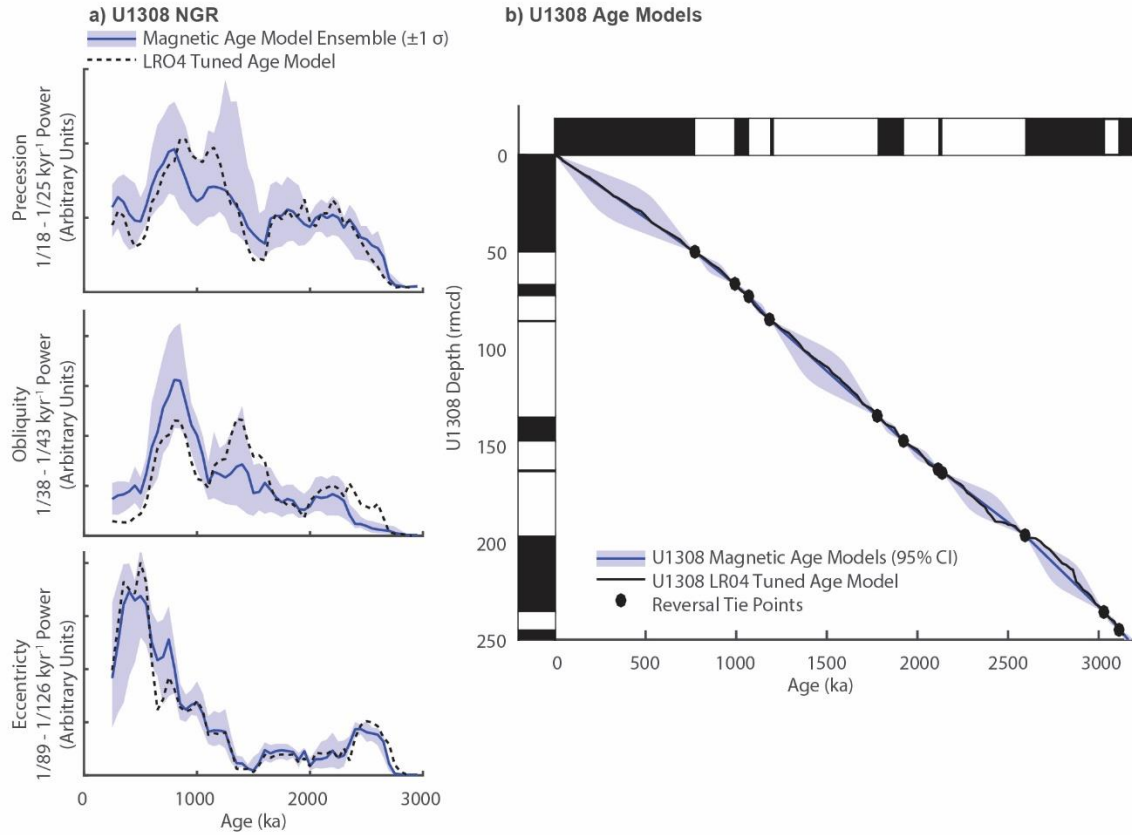 a) U1308 NGR
Magnetic Age Model Ensemble (±1 σ)
LRO4 Tuned Age Model
Precession
1/18 - 1/25 kyr⁻¹ Power
(Arbitrary Units)
Obliquity
1/38 - 1/43 kyr⁻¹ Power
(Arbitrary Units)
Eccentricty
1/89 - 1/126 kyr⁻¹ Power
(Arbitrary Units)
0 1000 2000 3000
Age (ka)
b) U1308 Age Models
U1308 Depth (rmcd)
0
50
100
150
200
250
U1308 Magnetic Age Models (95% CI)
U1308 LR04 Tuned Age Model
Reversal Tie Points
0 500 1000 1500 2000 2500 3000
Age (ka)